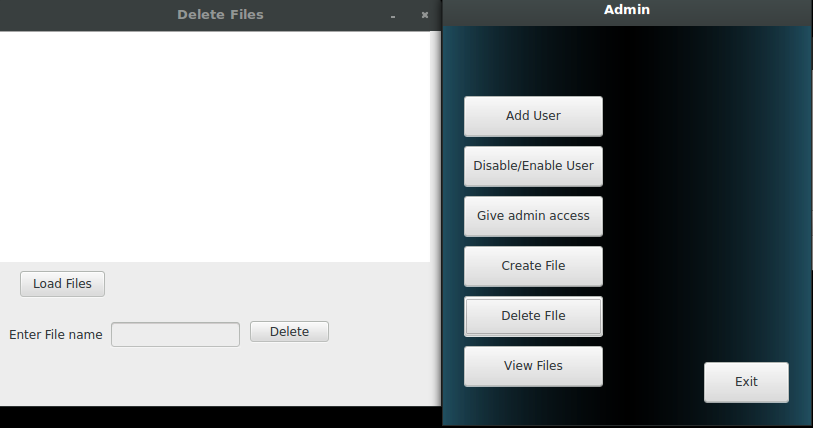 Delete Files
Load Files
Enter File name
Delete
Admin
Add User
Disable/Enable User
Give admin access
Create File
Delete FIle
View Files
Exit